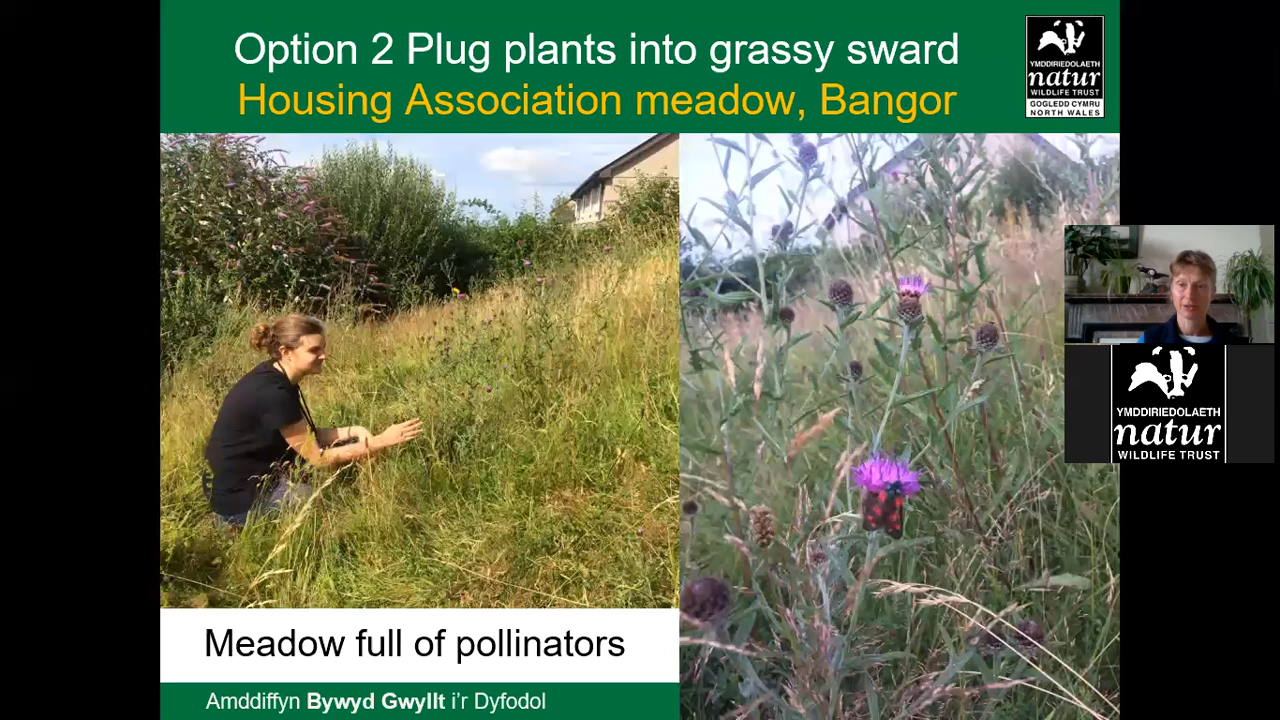 Option 2 Plug plants into grassy sward
Housing Association meadow, Bangor
YMDDIRIEDOLAETH
natur
WILDLIFE TRUST
GOGLEDD CYMRU
NORTH WALES
YMDDIRIEDOLAETH
natur
WILDLIFE TRUST
Meadow full of pollinators
Amddiffyn Bywyd Gwyllt i'r Dyfodol